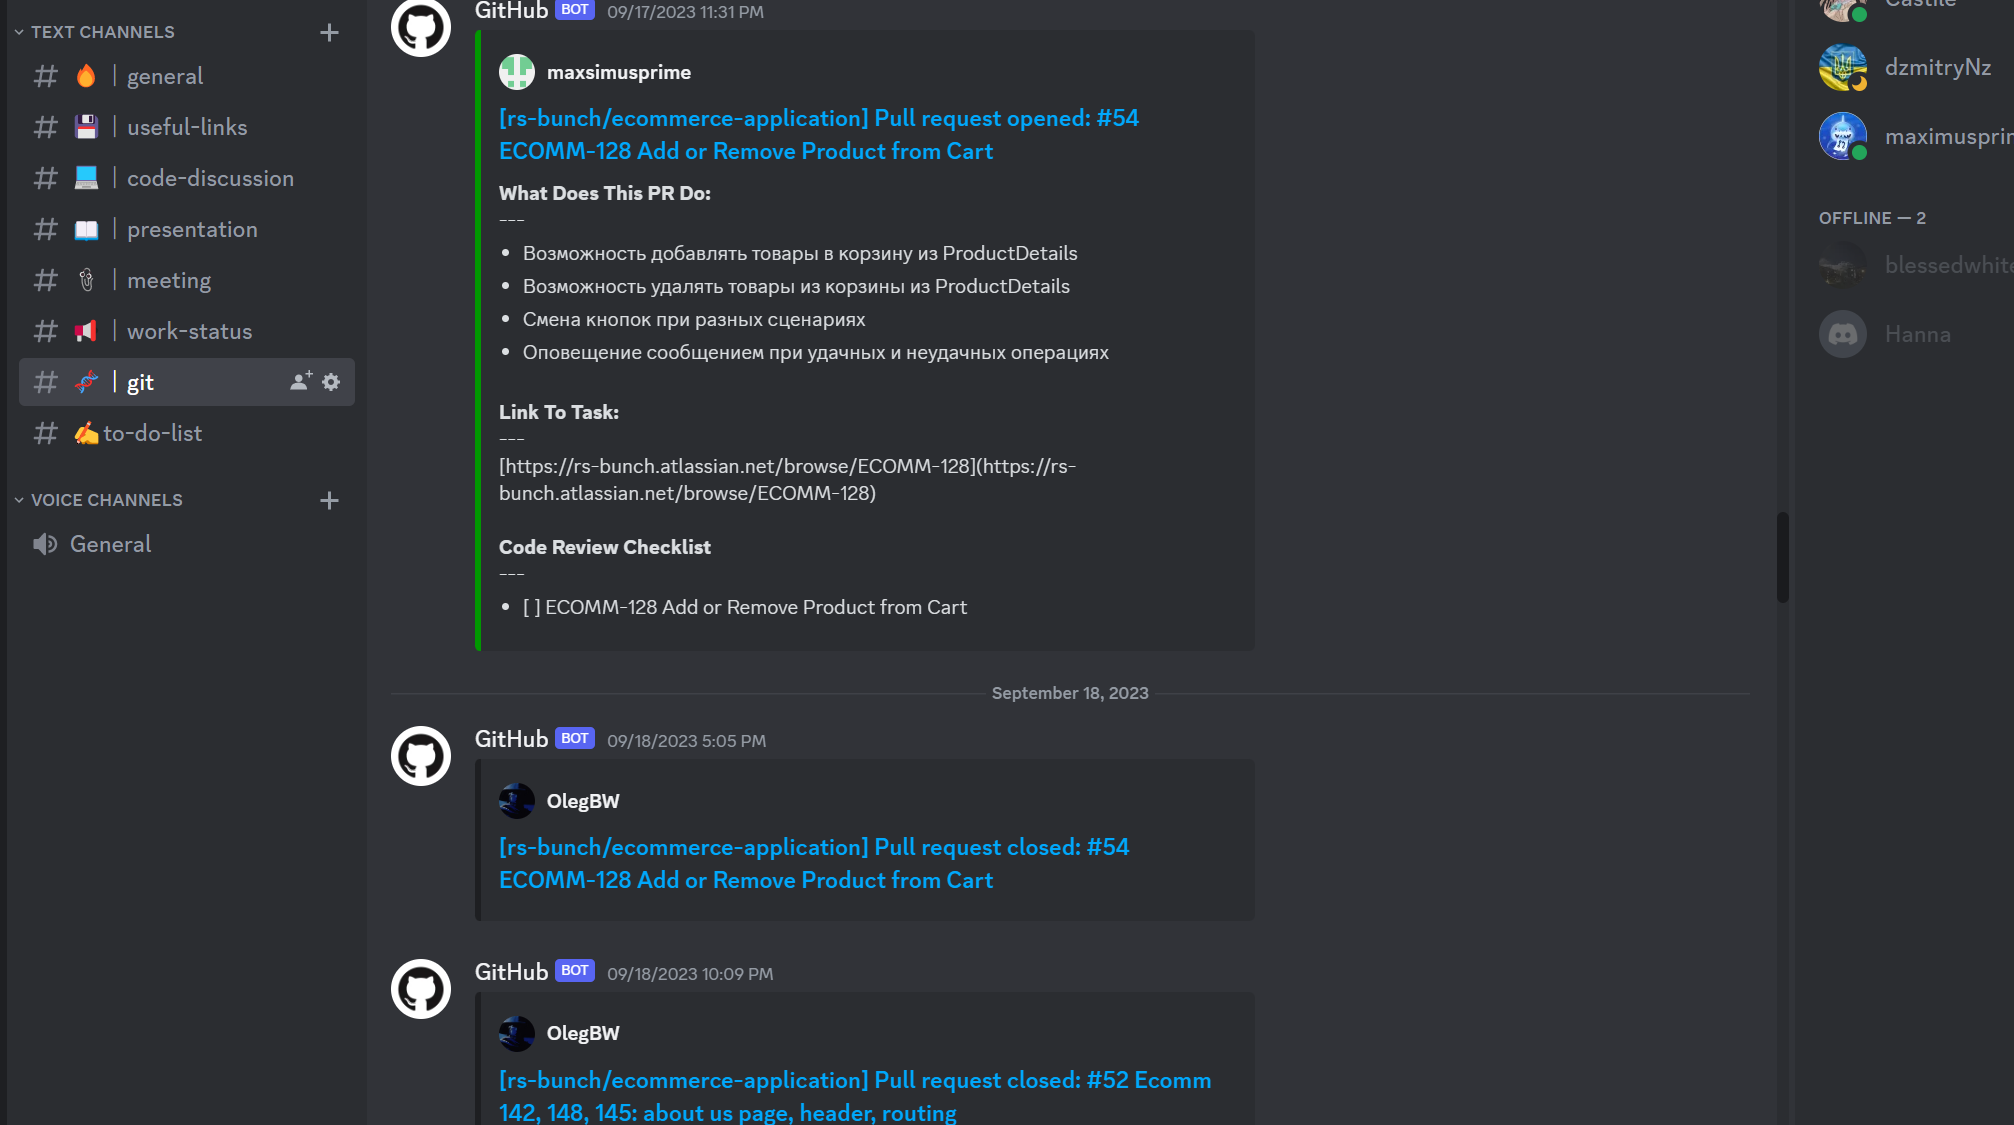 TEXT CHANNELS
general
useful-links
code-discussion
presentation
meeting
work-status
git
to-do-list
VOICE CHANNELS
General
GitHub BOT 09/17/2023 11:31 PM
maxsimusprime
[rs-bunch/ecommerce-application] Pull request opened: #54
ECOMM-128 Add or Remove Product from Cart
What Does This PR Do:
---
• Возможность добавлять товары в корзину из ProductDetails
• Возможность удалять товары из корзины из ProductDetails
• Смена кнопок при разных сценариях
• Оповещение сообщением при удачных и неудачных операциях
Link To Task:
---
[https://rs-bunch.atlassian.net/browse/ECOMM-128](https://rs-
bunch.atlassian.net/browse/ECOMM-128)
Code Review Checklist
---
• [ ] ECOMM-128 Add or Remove Product from Cart
September 18, 2023
GitHub BOT 09/18/2023 5:05 PM
OlegBW
[rs-bunch/ecommerce-application] Pull request closed: #54
ECOMM-128 Add or Remove Product from Cart
GitHub BOT 09/18/2023 10:09 PM
OlegBW
[rs-bunch/ecommerce-application] Pull request closed: #52 Ecomm
142, 148, 145: about us page, header, routing
Castile
dzmitryNz
maximusprim
OFFLINE — 2
blessedwhite
Hanna